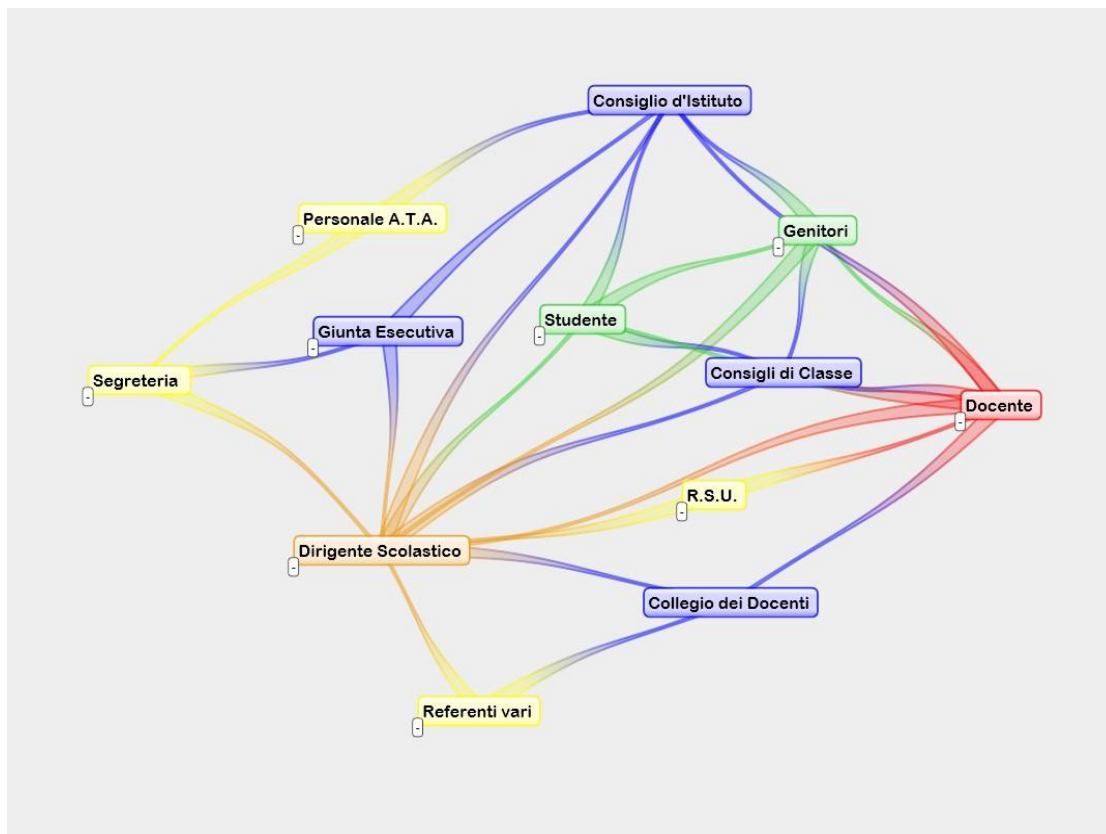 Consiglio d'Istituto
Personale A.T.A.
-
Genitori
-
Studente
-
Giunta Esecutiva
-
Consigli di Classe
Segreteria
-
Docente
-
R.S.U.
-
Dirigente Scolastico
-
Collegio dei Docenti
Referenti vari
-